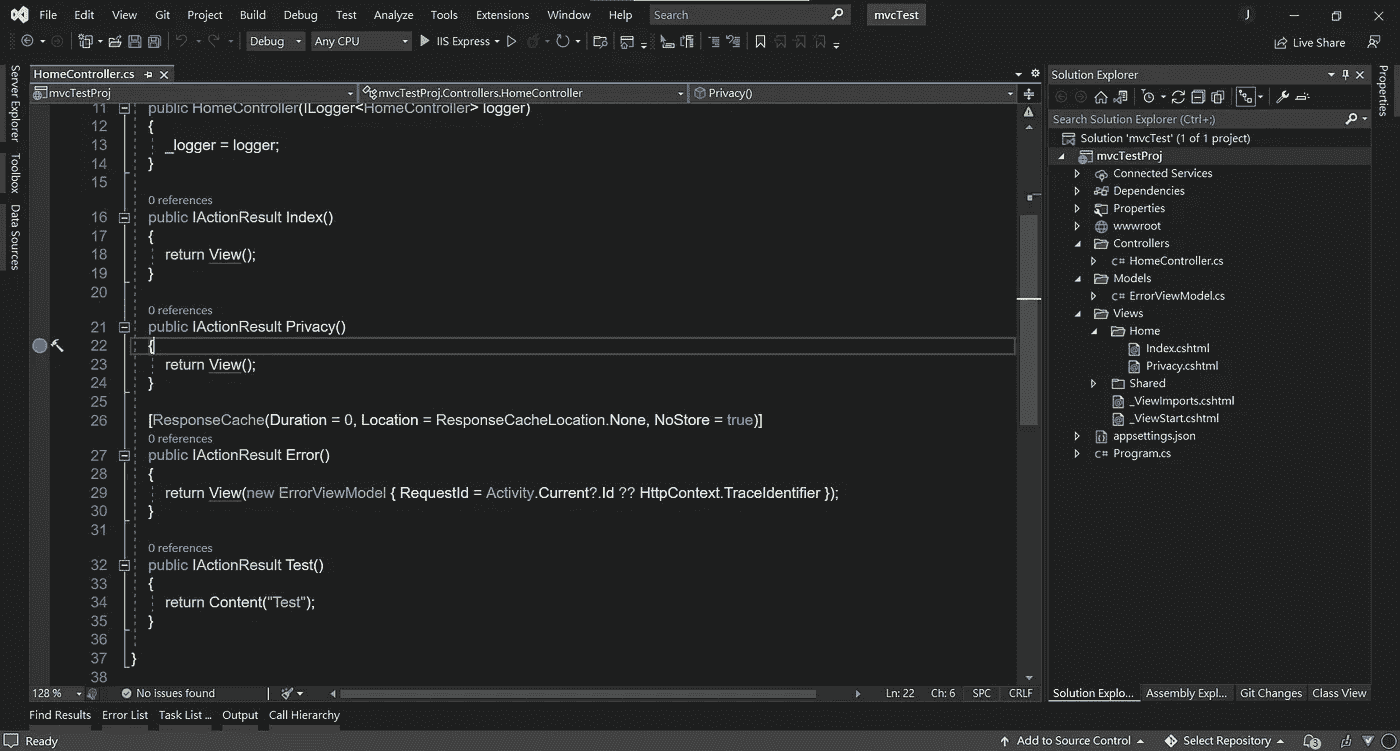 File Edit View Git Project Build Debug Test Analyze Tools Extensions Window Help Search mvcTest J
Debug Any CPU IIS Express Live Share
Server Explorer
Toolbox
Data Sources
HomeController.cs
mvcTestProj mvcTestProj.Controllers.HomeController Privacy()
11 public HomeController(ILogger<HomeController> logger)
12 {
13 _logger = logger;
14 }
15
0 references
16 public IActionResult Index()
17 {
18 return View();
19 }
20
0 references
21 public IActionResult Privacy()
22 {
23 return View();
24 }
25
26 [ResponseCache(Duration = 0, Location = ResponseCacheLocation.None, NoStore = true)]
0 references
27 public IActionResult Error()
28 {
29 return View(new ErrorViewModel { RequestId = Activity.Current?.Id ?? HttpContext.TraceIdentifier });
30 }
31
0 references
32 public IActionResult Test()
33 {
34 return Content("Test");
35 }
36
37 }
38
128 % No issues found Ln: 22 Ch: 6 SPC CRLF
Solution Explorer
Search Solution Explorer (Ctrl+;)
Solution 'mvcTest' (1 of 1 project)
mvcTestProj
Connected Services
Dependencies
Properties
wwwroot
Controllers
C# HomeController.cs
Models
C# ErrorViewModel.cs
Views
Home
Index.cshtml
Privacy.cshtml
Shared
_ViewImports.cshtml
_ViewStart.cshtml
appsettings.json
C# Program.cs
Solution Explo... Assembly Expl... Git Changes Class View
Properties
Find Results Error List Task List ... Output Call Hierarchy
Ready Add to Source Control Select Repository 3